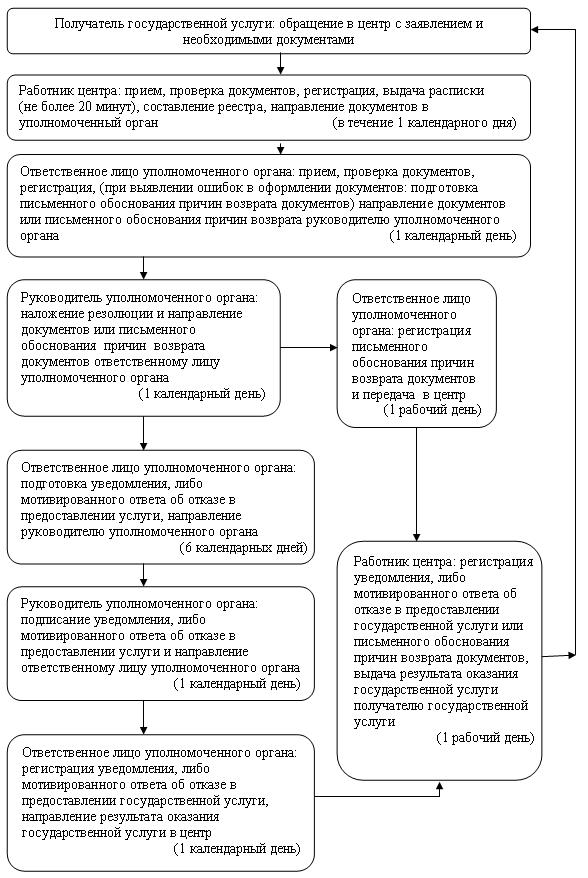 Получатель государственной услуги: обращение в центр с заявлением и
необходимыми документами
Работник центра: прием, проверка документов, регистрация, выдача расписки
(не более 20 минут), составление реестра, направление документов в
уполномоченный орган (в течение 1 календарного дня)
Ответственное лицо уполномоченного органа: прием, проверка документов,
регистрация, (при выявлении ошибок в оформлении документов: подготовка
письменного обоснования причин возврата документов) направление документов
или письменного обоснования причин возврата руководителю уполномоченного
органа (1 календарный день)
Руководитель уполномоченного органа:
наложение резолюции и направление
документов или письменного
обоснования причин возврата
документов ответственному лицу
уполномоченного органа
(1 календарный день)
Ответственное лицо
уполномоченного
органа: регистрация
письменного
обоснования причин
возврата документов
и передача в центр
(1 рабочий день)
Ответственное лицо уполномоченного органа:
подготовка уведомления, либо
мотивированного ответа об отказе в
предоставлении услуги, направление
руководителю уполномоченного органа
(6 календарных дней)
Руководитель уполномоченного органа:
подписание уведомления, либо
мотивированного ответа об отказе в
предоставлении услуги и направление
ответственному лицу уполномоченного органа
(1 календарный день)
Ответственное лицо уполномоченного органа:
регистрация уведомления, либо
мотивированного ответа об отказе в
предоставлении государственной услуги,
направление результата оказания
государственной услуги в центр
(1 календарный день)
Работник центра: регистрация
уведомления, либо
мотивированного ответа об
отказе в предоставлении
государственной услуги или
письменного обоснования
причин возврата документов,
выдача результата оказания
государственной услуги
получателю государственной
услуги
(1 рабочий день)